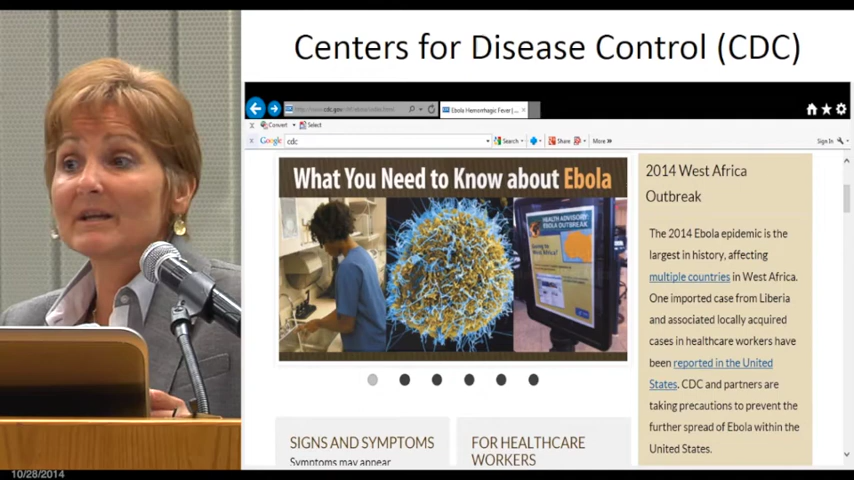 Centers for Disease Control (CDC)
Ebola Hemorrhagic Fever |...
Convert
Select
Google
cdc
Search
Share
More »
Sign In
What You Need to Know about Ebola
HEALTH ADVISORY:
EBOLA OUTBREAK
Going to
West Africa?
2014 West Africa
Outbreak
The 2014 Ebola epidemic is the
largest in history, affecting
multiple countries in West Africa.
One imported case from Liberia
and associated locally acquired
cases in healthcare workers have
been reported in the United
States. CDC and partners are
taking precautions to prevent the
further spread of Ebola within the
United States.
SIGNS AND SYMPTOMS
Symptoms may appear
FOR HEALTHCARE
WORKERS
10/28/2014